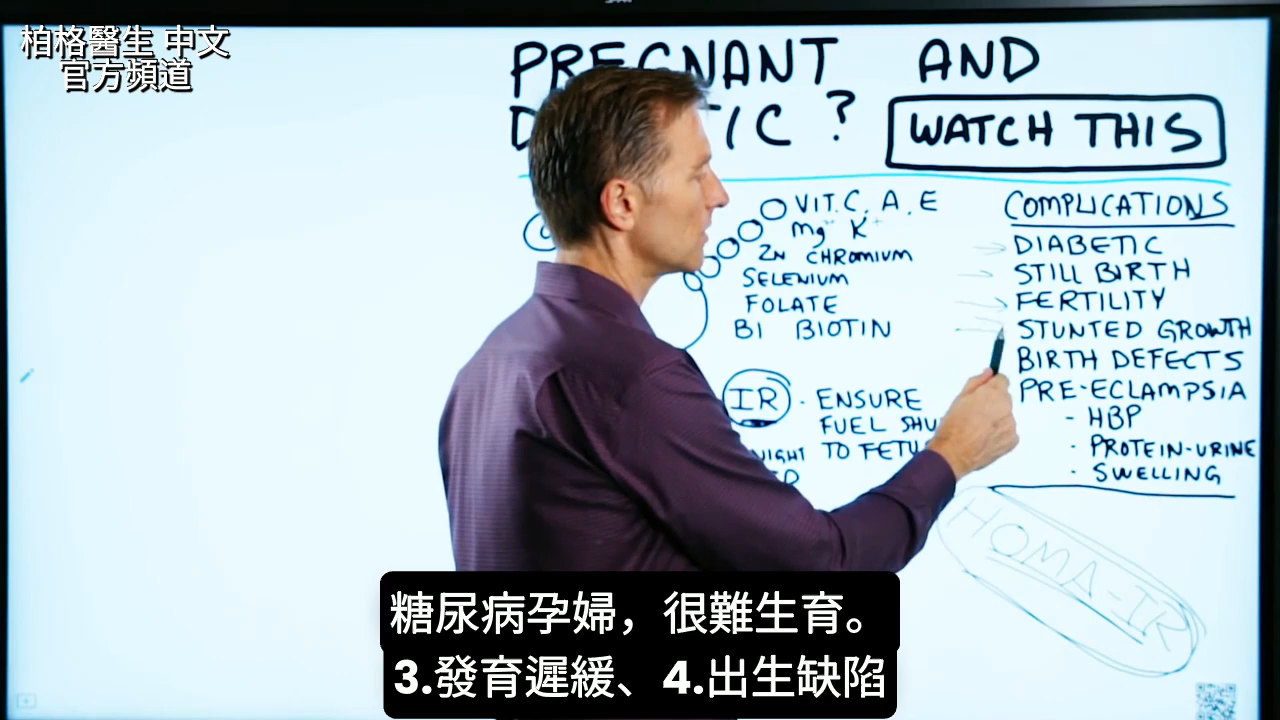 柏格醫生 中文
官方頻道
PREGNANT AND
? WATCH THIS
VIT. C, A, E
Mg K+
ZN CHROMIUM
SELENIUM
FOLATE
B1 BIOTIN
IR - ENSURE
FUEL
TO
COMPLICATIONS
DIABETIC
STILL BIRTH
FERTILITY
STUNTED GROWTH
BIRTH DEFECTS
PRE-ECLAMPSIA
- HBP
- PROTEIN-URINE
- SWELLING
HOMA-IR
糖尿病孕婦，很難生育。
3.發育遲緩、4.出生缺陷